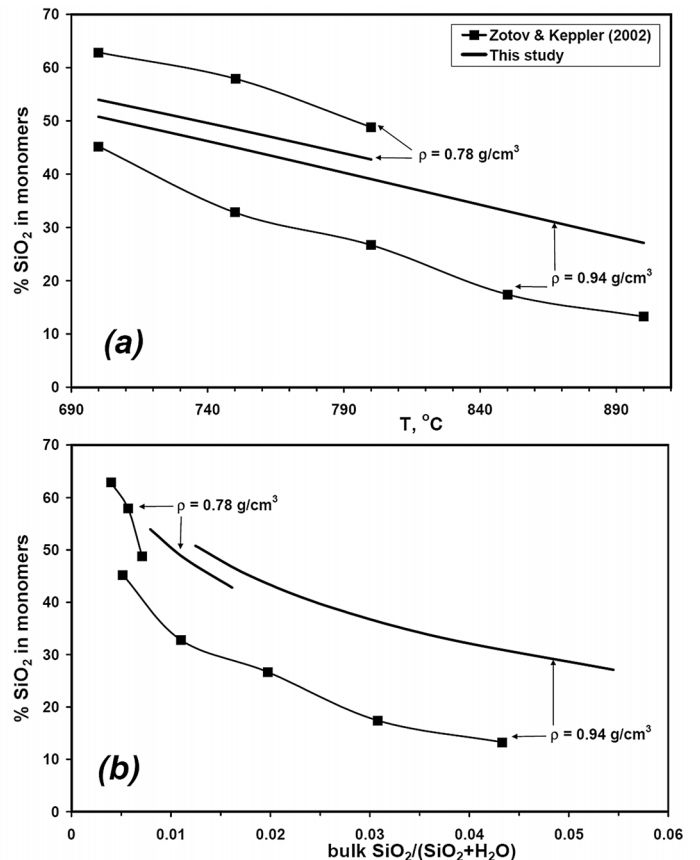 70
60
50
40
30
20
10
0
% SiO₂ in monomers
Zotov & Keppler (2002)
This study
ρ = 0.78 g/cm³
ρ = 0.94 g/cm³
(a)
690 740 790 840 890
T, °C
70
60
50
40
30
20
10
0
% SiO₂ in monomers
ρ = 0.78 g/cm³
ρ = 0.94 g/cm³
(b)
0 0.01 0.02 0.03 0.04 0.05 0.06
bulk SiO₂/(SiO₂+H₂O)